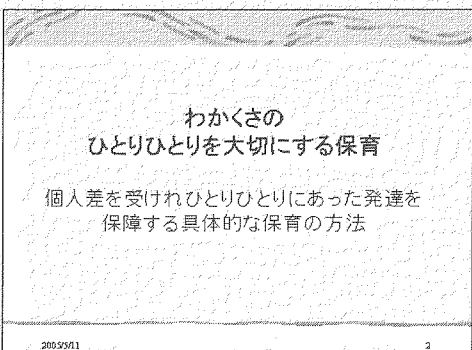 わかくさの
ひとりひとりを大切にする保育
個人差を受けれひとりひとりにあった発達を
保障する具体的な保育の方法
2005/5/11
2